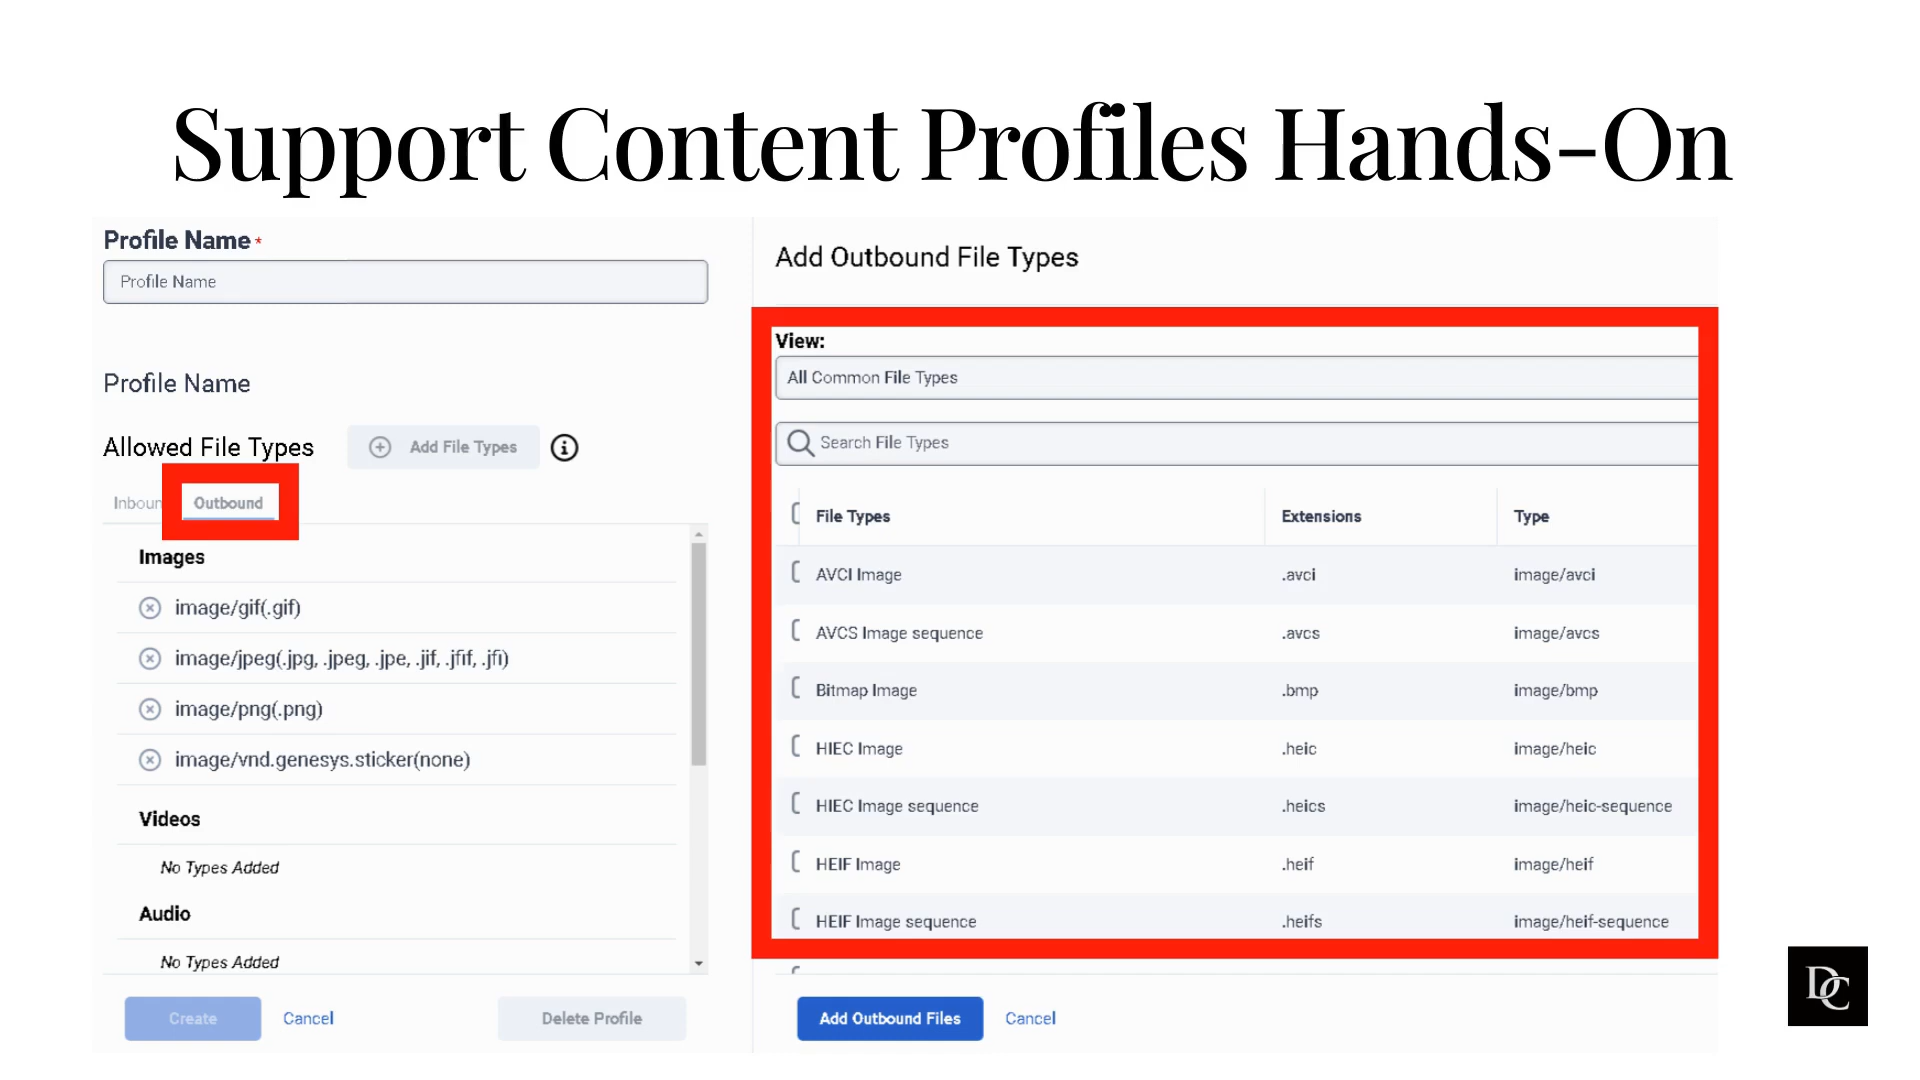 Support Content Profiles Hands-On
Profile Name *
Profile Name
Profile Name
Allowed File Types
Add File Types
Inboun
Outbound
Images
image/gif(.gif)
image/jpeg(.jpg, .jpeg, .jpe, .jif, .jfif, .jfi)
image/png(.png)
image/vnd.genesys.sticker(none)
Videos
No Types Added
Audio
No Types Added
Create Cancel Delete Profile
Add Outbound File Types
View:
All Common File Types
Search File Types
File Types Extensions Type
AVCI Image .avci image/avci
AVCS Image sequence .avcs image/avcs
Bitmap Image .bmp image/bmp
HIEC Image .heic image/heic
HIEC Image sequence .heics image/heic-sequence
HEIF Image .heif image/heif
HEIF Image sequence .heifs image/heif-sequence
Add Outbound Files Cancel
DC